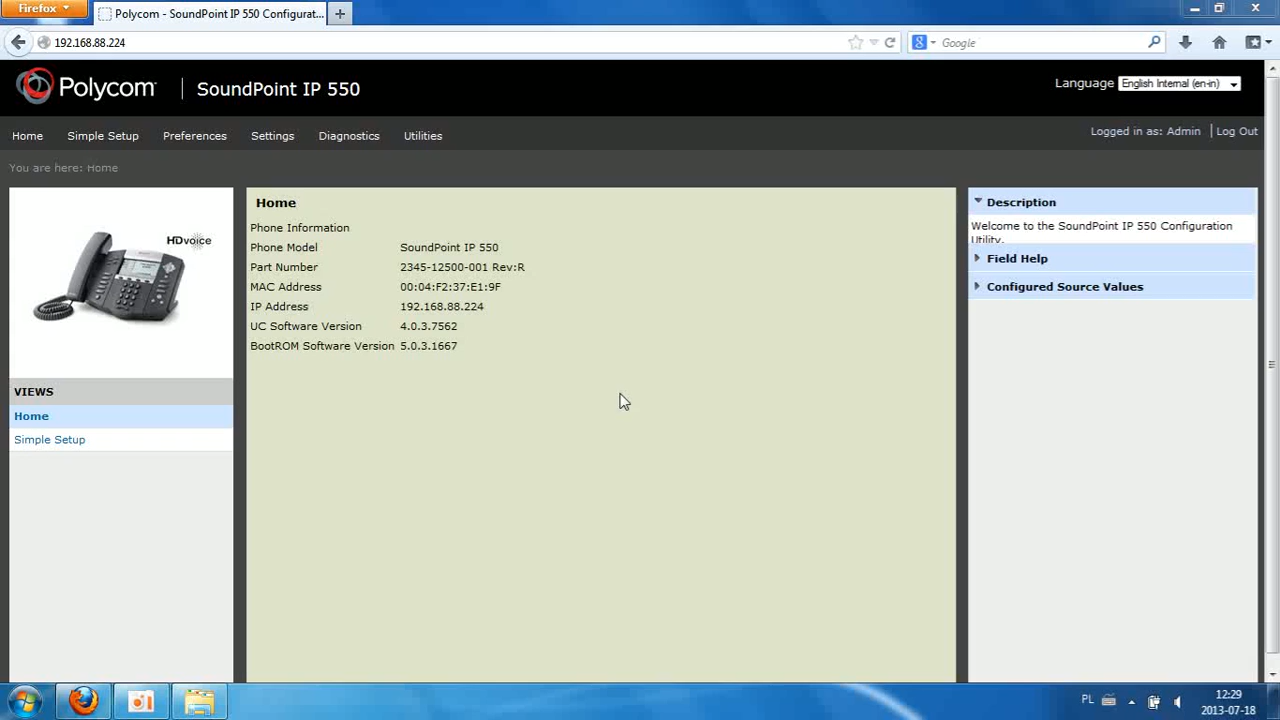 Firefox
Polycom - SoundPoint IP 550 Configurat...
192.168.88.224
Google
Polycom
SoundPoint IP 550
Language English Internal (en-in)
Home Simple Setup Preferences Settings Diagnostics Utilities
Logged in as: Admin | Log Out
You are here: Home
HDvoice
VIEWS
Home
Simple Setup
Home
Phone Information
Phone Model SoundPoint IP 550
Part Number 2345-12500-001 Rev:R
MAC Address 00:04:F2:37:E1:9F
IP Address 192.168.88.224
UC Software Version 4.0.3.7562
BootROM Software Version 5.0.3.1667
Description
Welcome to the SoundPoint IP 550 Configuration
Utility.
Field Help
Configured Source Values
PL
12:29
2013-07-18